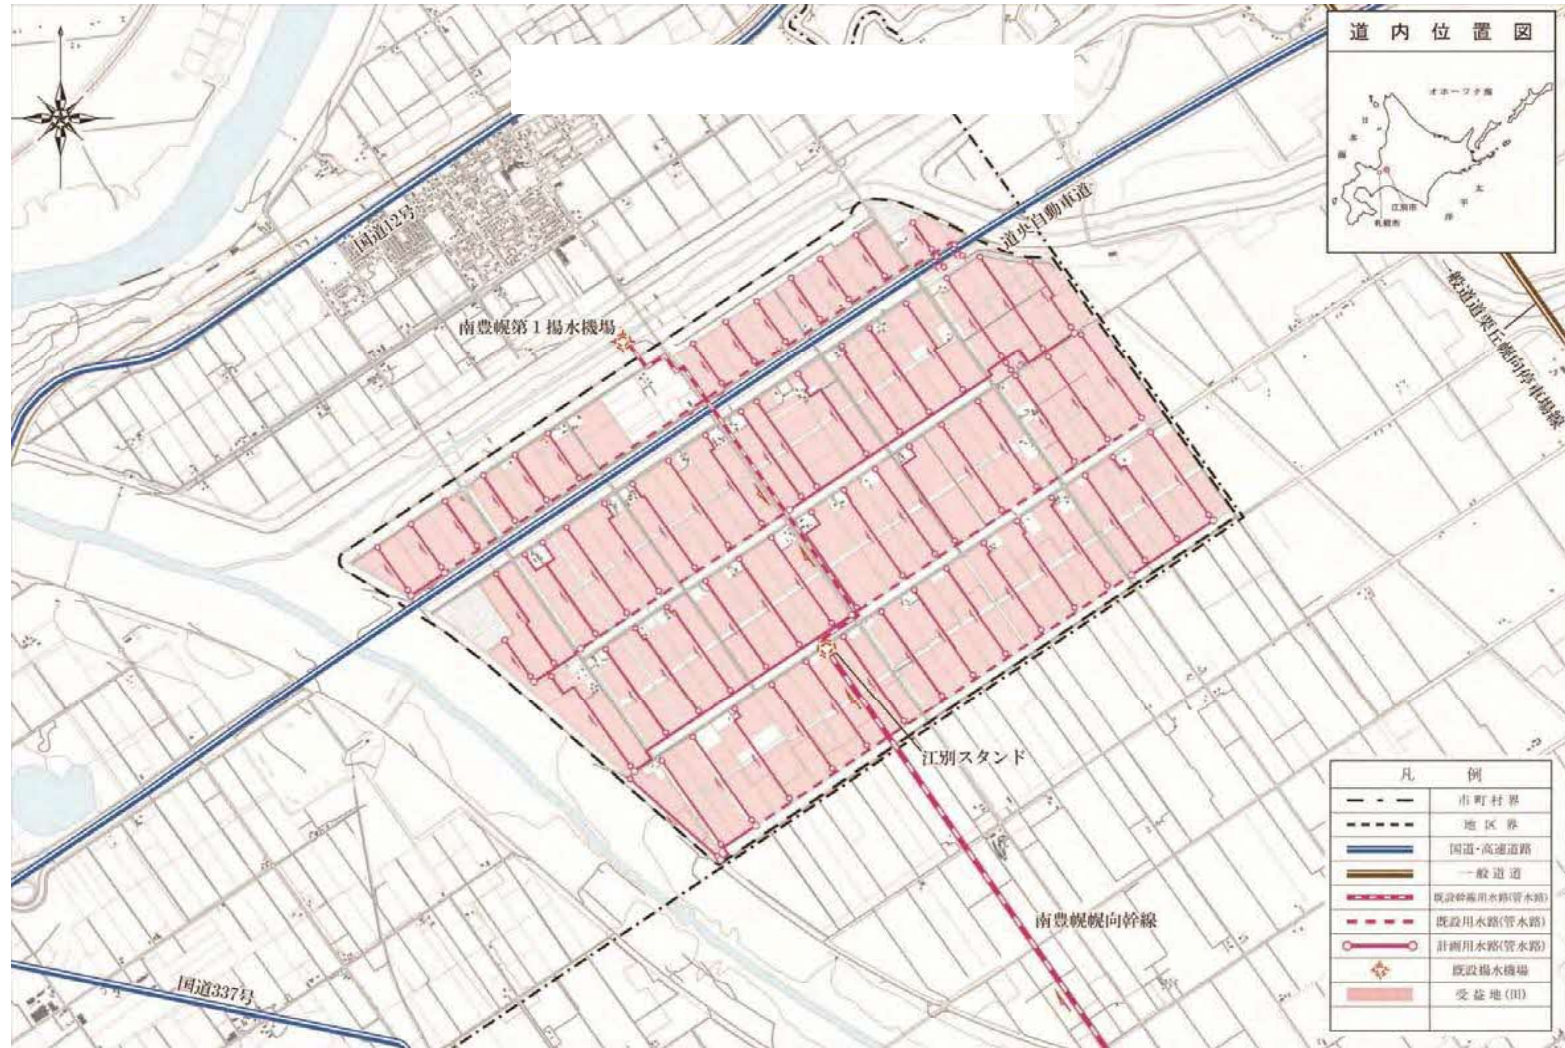 道内位置図
オホーツク海
日
本
海
太
平
洋
江別市
札幌市
国道12号
道央自動車道
一般道道栗丘幌向停車場線
南豊幌第1揚水機場
江別スタンド
南豊幌幌向幹線
国道337号
凡例
市町村界
地区界
国道・高速道路
一般道道
既設幹線用水路(管水路)
既設用水路(管水路)
計画用水路(管水路)
既設揚水機場
受益地(田)